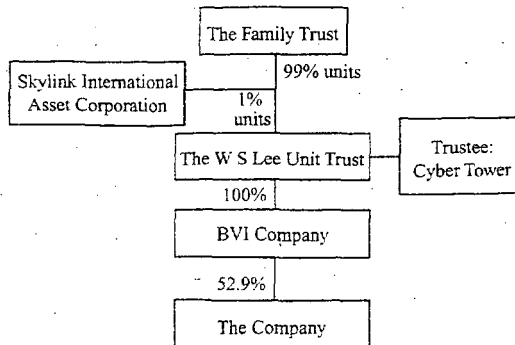 The Family Trust
99% units
Skylink International
Asset Corporation
1%
units
The W S Lee Unit Trust
Trustee:
Cyber Tower
100%
BVI Company
52.9%
The Company